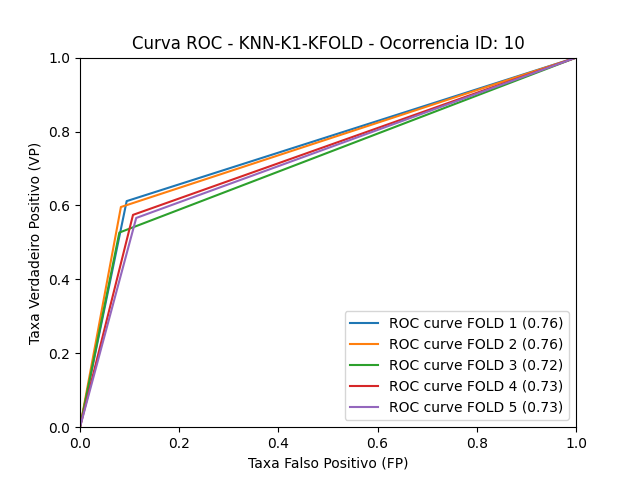 Curva ROC - KNN-K1-KFOLD - Ocorrencia ID: 10
1.0
0.8
0.6
0.4
0.2
0.0
Taxa Verdadeiro Positivo (VP)
ROC curve FOLD 1 (0.76)
ROC curve FOLD 2 (0.76)
ROC curve FOLD 3 (0.72)
ROC curve FOLD 4 (0.73)
ROC curve FOLD 5 (0.73)
0.0 0.2 0.4 0.6 0.8 1.0
Taxa Falso Positivo (FP)